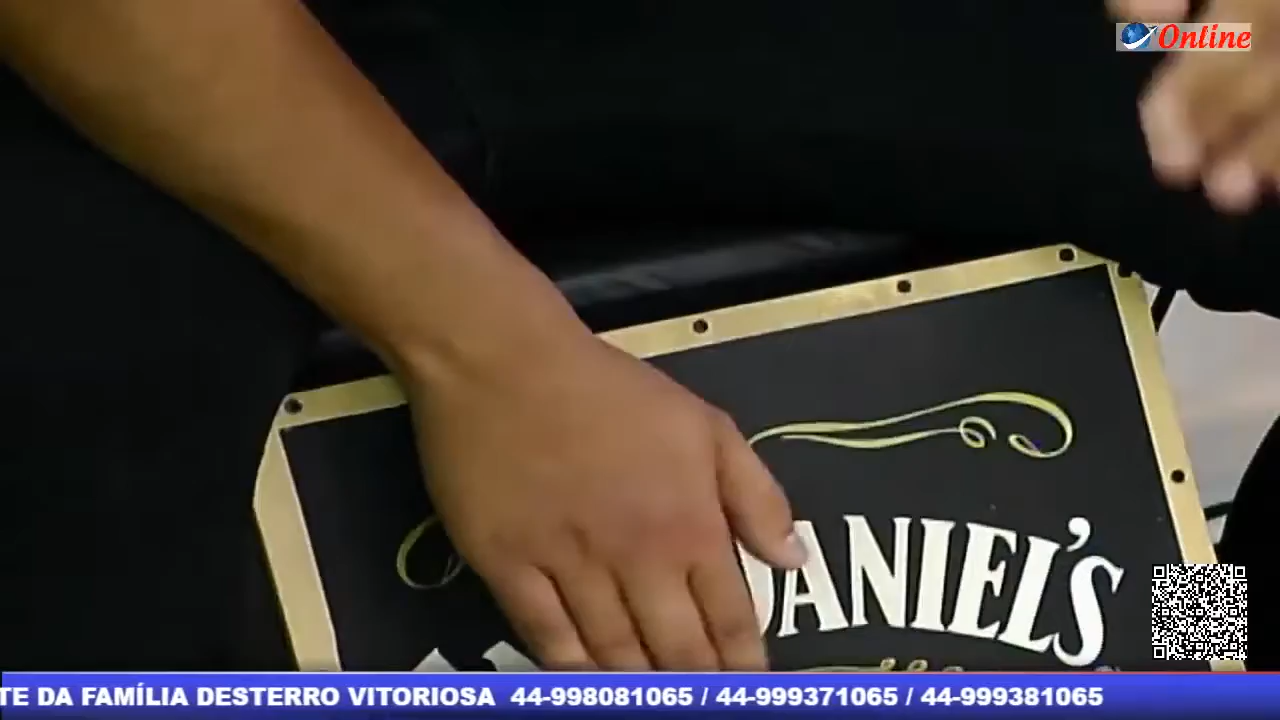 Online
DANIEL'S
TE DA FAMÍLIA DESTERRO VITORIOSA 44-998081065 / 44-999371065 / 44-999381065